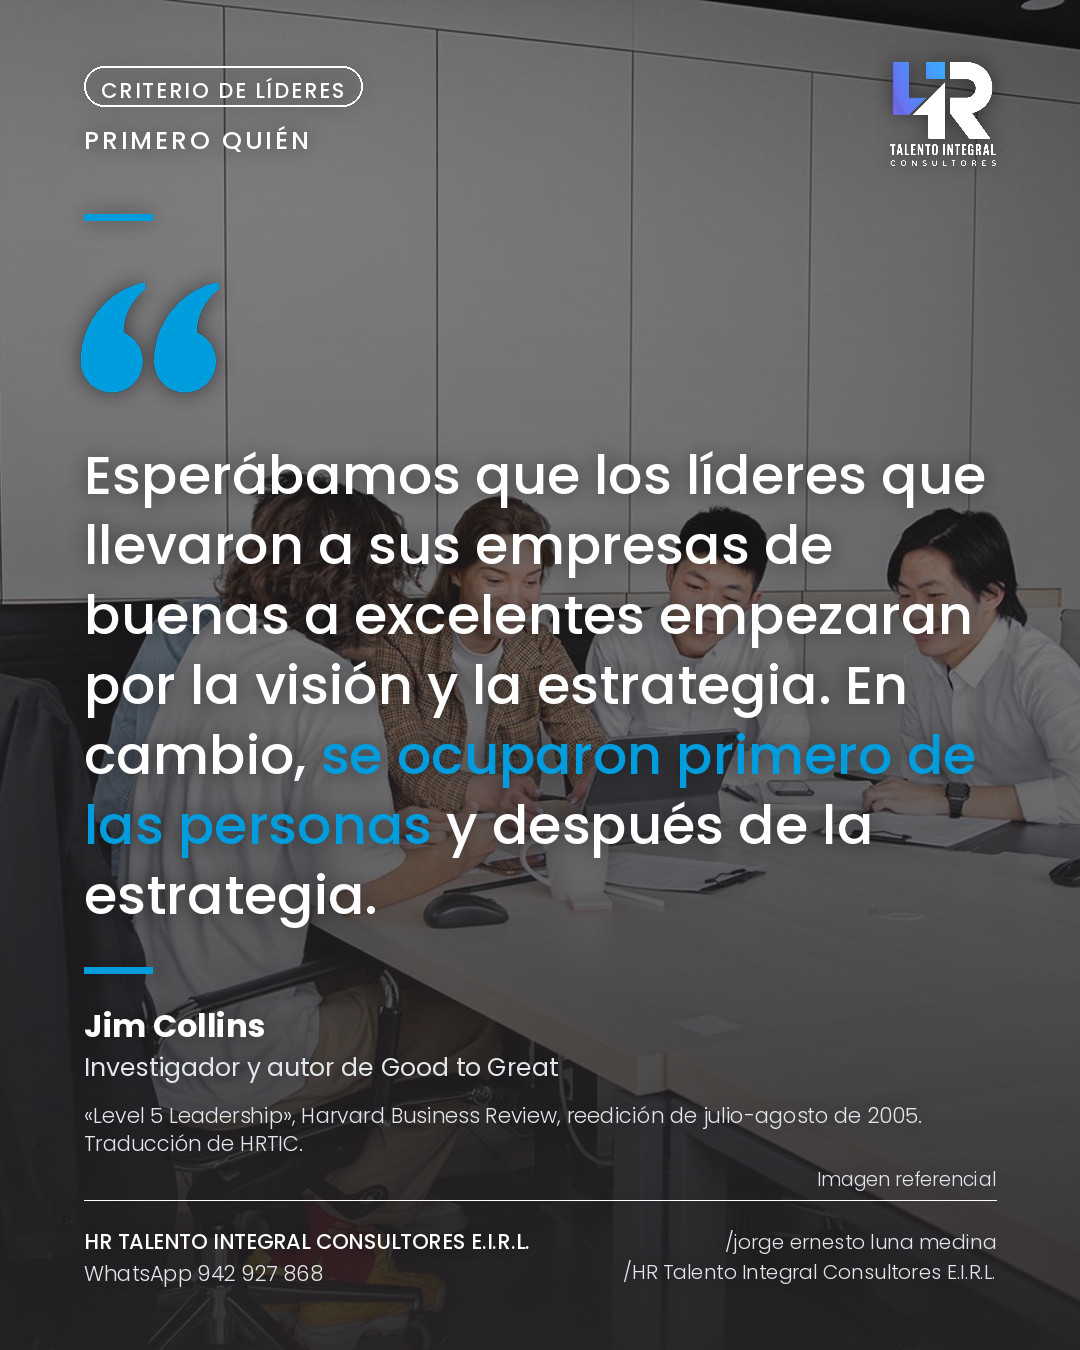 CRITERIO DE LÍDERES
PRIMERO QUIÉN
HR
TALENTO INTEGRAL
CONSULTORES
“
Esperábamos que los líderes que
llevaron a sus empresas de
buenas a excelentes empezaran
por la visión y la estrategia. En
cambio, se ocuparon primero de
las personas y después de la
estrategia.
Jim Collins
Investigador y autor de Good to Great
«Level 5 Leadership», Harvard Business Review, reedición de julio-agosto de 2005.
Traducción de HRTIC.
Imagen referencial
HR TALENTO INTEGRAL CONSULTORES E.I.R.L.
WhatsApp 942 927 868
/jorge ernesto luna medina
/HR Talento Integral Consultores E.I.R.L.